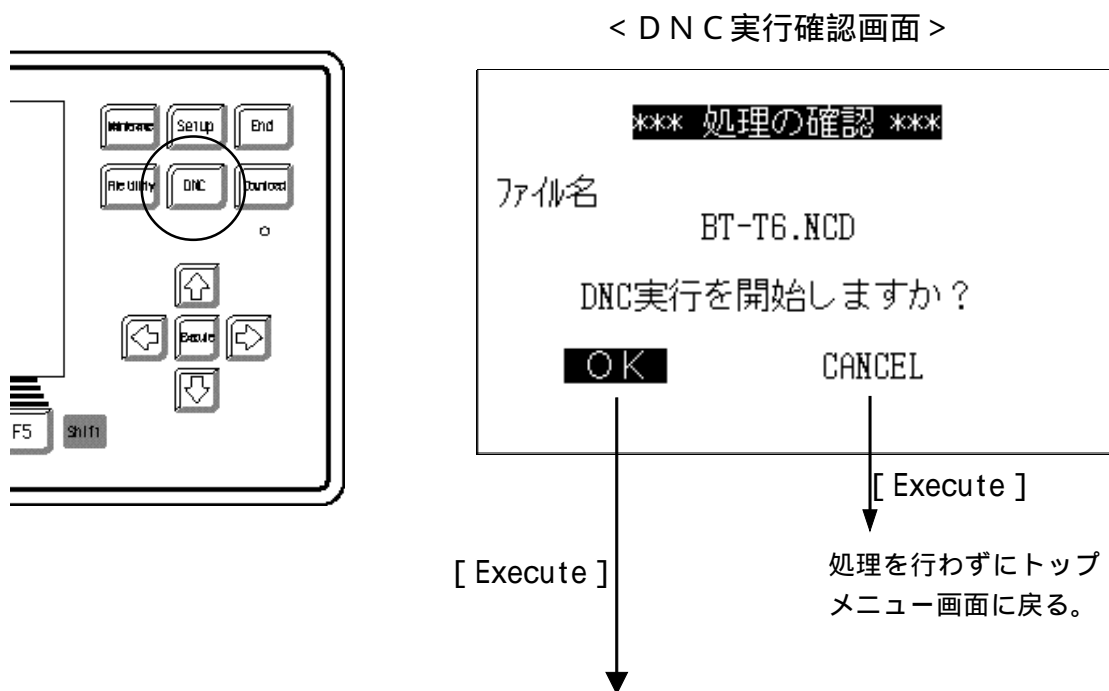 <ＤＮＣ実行確認画面>
Setup
End
File Utility
DNC
Download
Execute
F5
Shift
*** 処理の確認 ***
ファイル名
BT-T6.NCD
DNC実行を開始しますか？
ＯＫ
CANCEL
[ Execute ]
[ Execute ]
処理を行わずにトップ
メニュー画面に戻る。